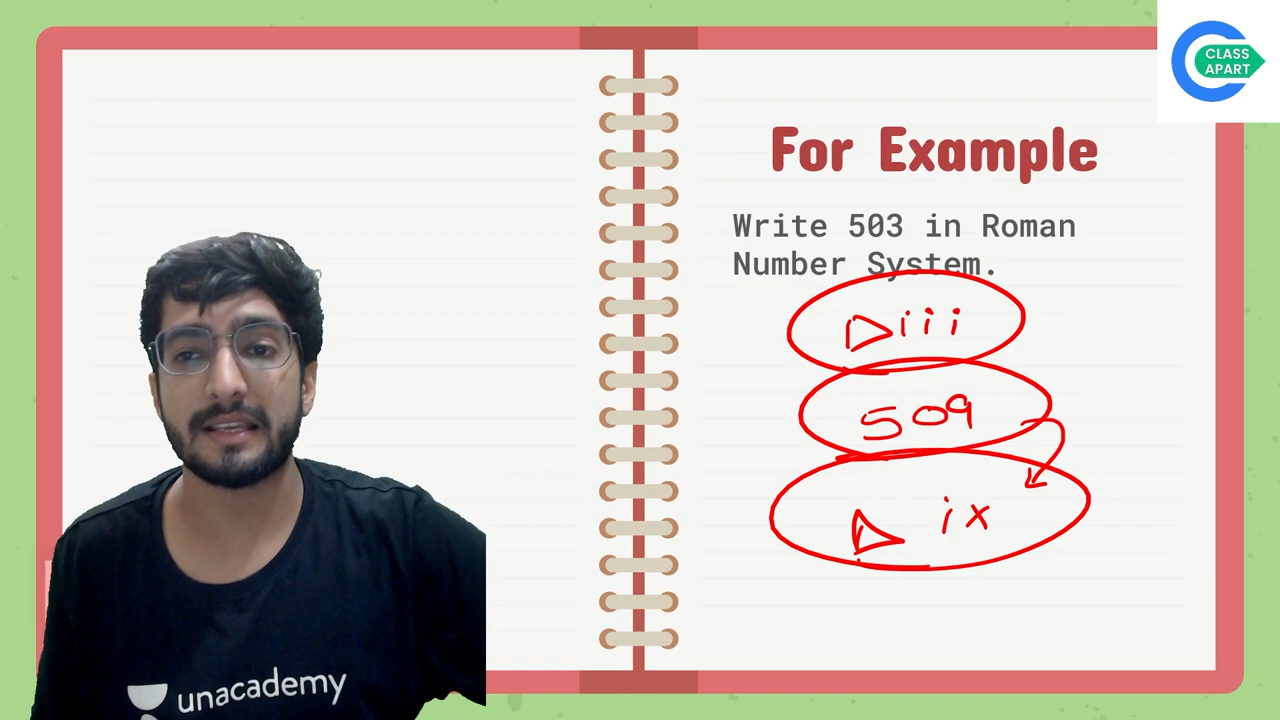 CLASS
APART
For Example
Write 503 in Roman
Number System.
Diii
509
D ix
unacademy